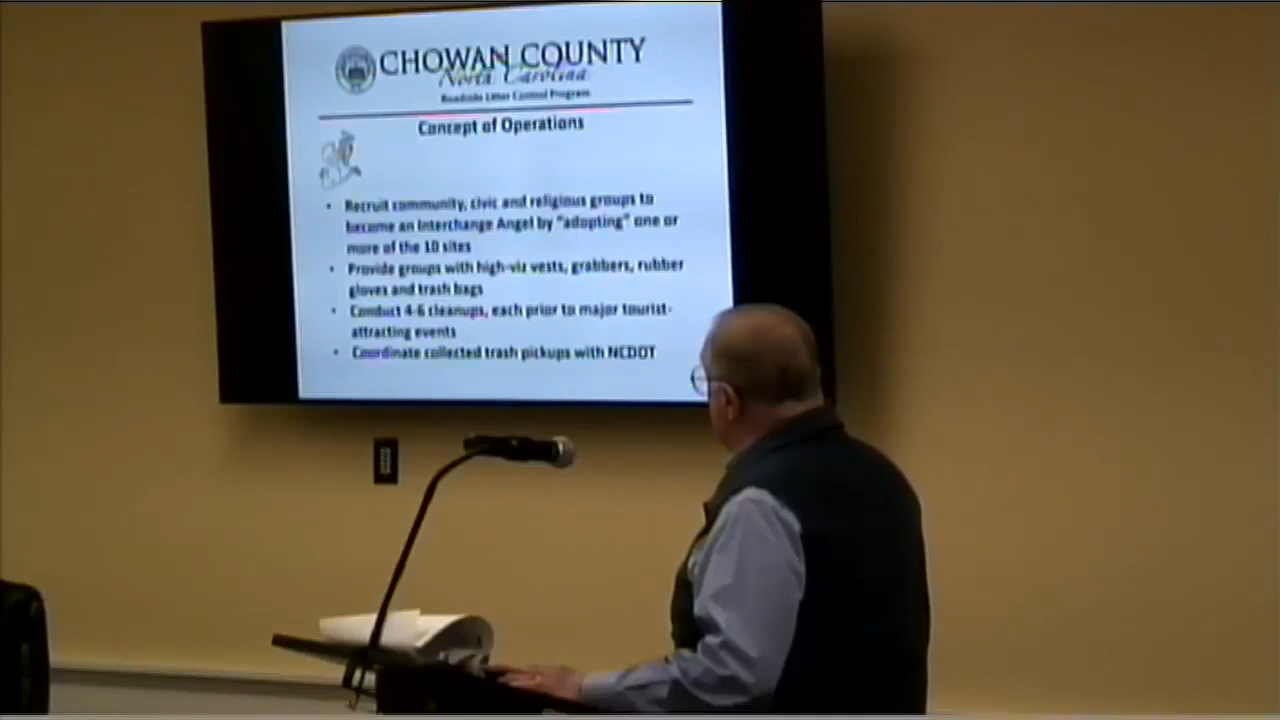 CHOWAN COUNTY
North Carolina
Roadside Litter Control Program
Concept of Operations
• Recruit community, civic and religious groups to
become an Interchange Angel by "adopting" one or
more of the 10 sites
• Provide groups with high-viz vests, grabbers, rubber
gloves and trash bags
• Conduct 4-6 cleanups, each prior to major tourist-
attracting events
• Coordinate collected trash pickups with NCDOT